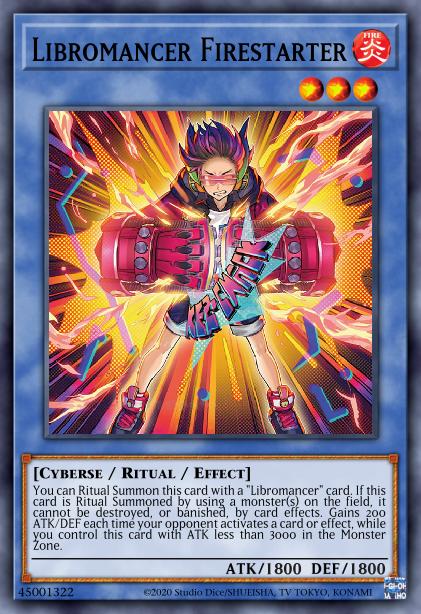 LIBROMANCER FIRESTARTER
FIRE
炎
[CYBERSE / RITUAL / EFFECT]
You can Ritual Summon this card with a "Libromancer" card. If this
card is Ritual Summoned by using a monster(s) on the field, it
cannot be destroyed, or banished, by card effects. Gains 200
ATK/DEF each time your opponent activates a card or effect, while
you control this card with ATK less than 3000 in the Monster
Zone.
ATK/1800 DEF/1800
45001322
©2020 Studio Dice/SHUEISHA, TV TOKYO, KONAMI